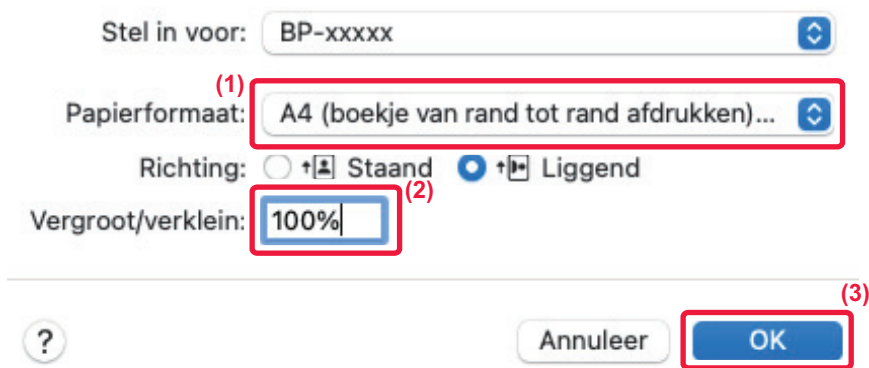 Stel in voor: BP-xxxxx
(1)
Papierformaat: A4 (boekje van rand tot rand afdrukken)...
Richting: Staand Liggend
(2)
Vergroot/verklein: 100%
(3)
? Annuleer OK